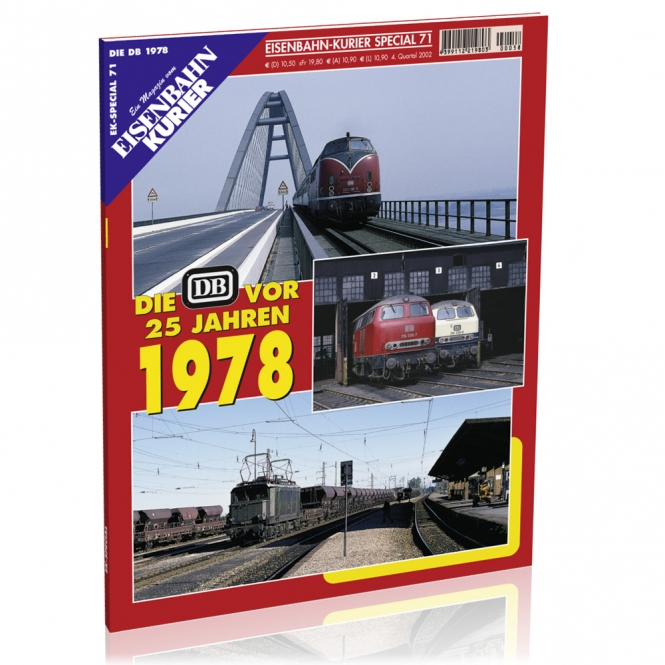 EISENBAHN-KURIER SPECIAL 71
€ (D) 10,50 sFr 19,80 € (A) 10,90 € (L) 10,90 4. Quartal 2002
00058
DIE DB 1978
EK-SPECIAL 71
Ein Magazin vom
EISENBAHN
KURIER
DIE DB VOR
25 JAHREN
1978